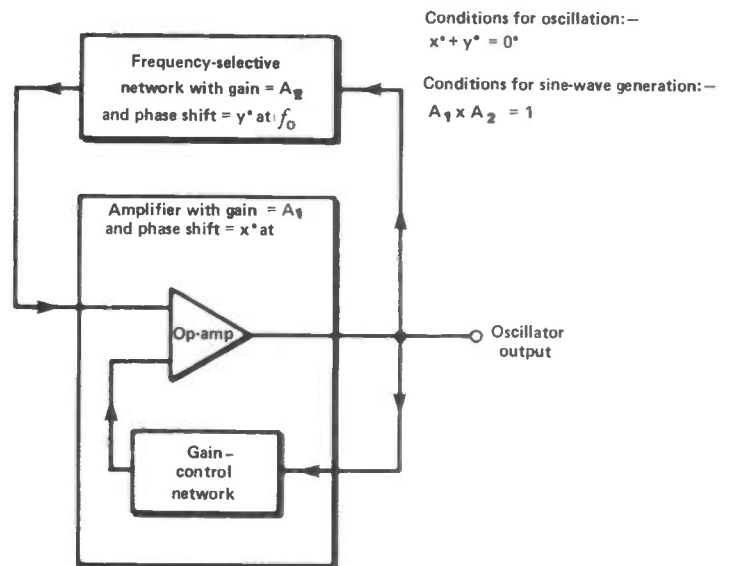 Conditions for oscillation:—
x° + y° = 0°
Conditions for sine-wave generation:—
A₁ x A₂ = 1
Frequency-selective
network with gain = A₂
and phase shift = y° at f₀
Amplifier with gain = A₁
and phase shift = x° at
Op-amp
Oscillator
output
Gain–
control
network